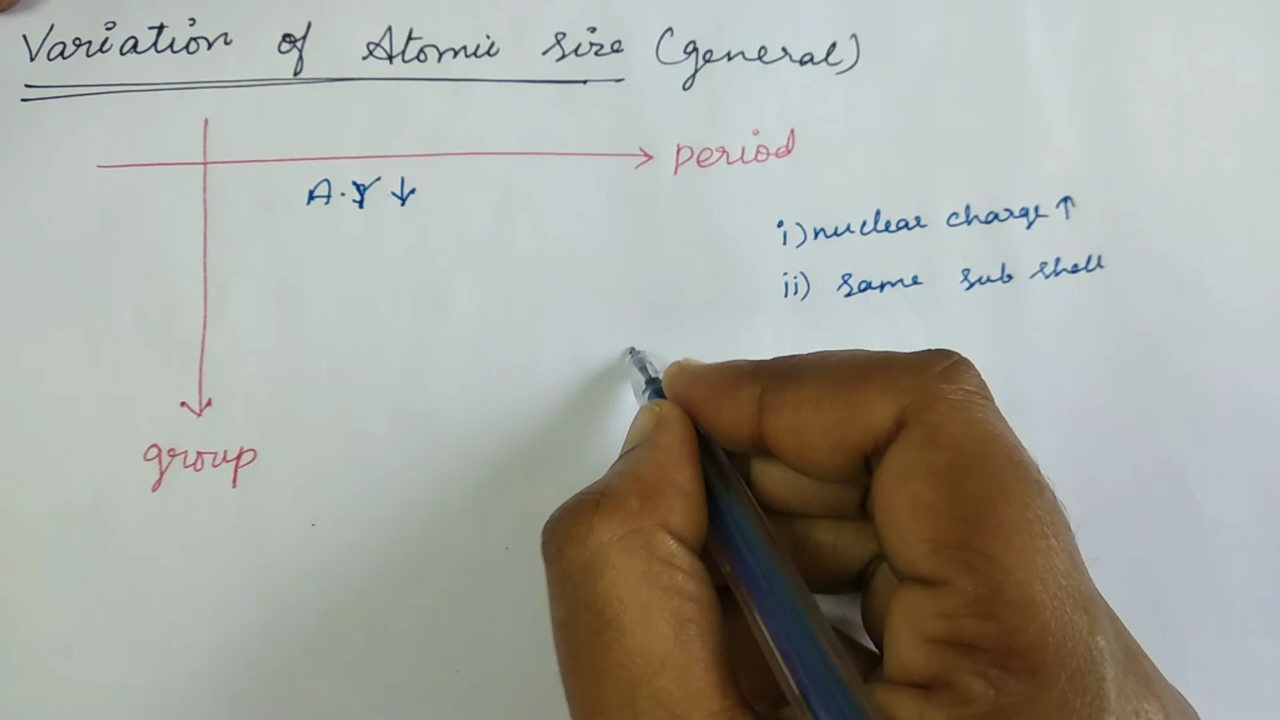 Variation of Atomic size (general)
period
A.r ↓
i) nuclear charge ↑
ii) same sub shell
group